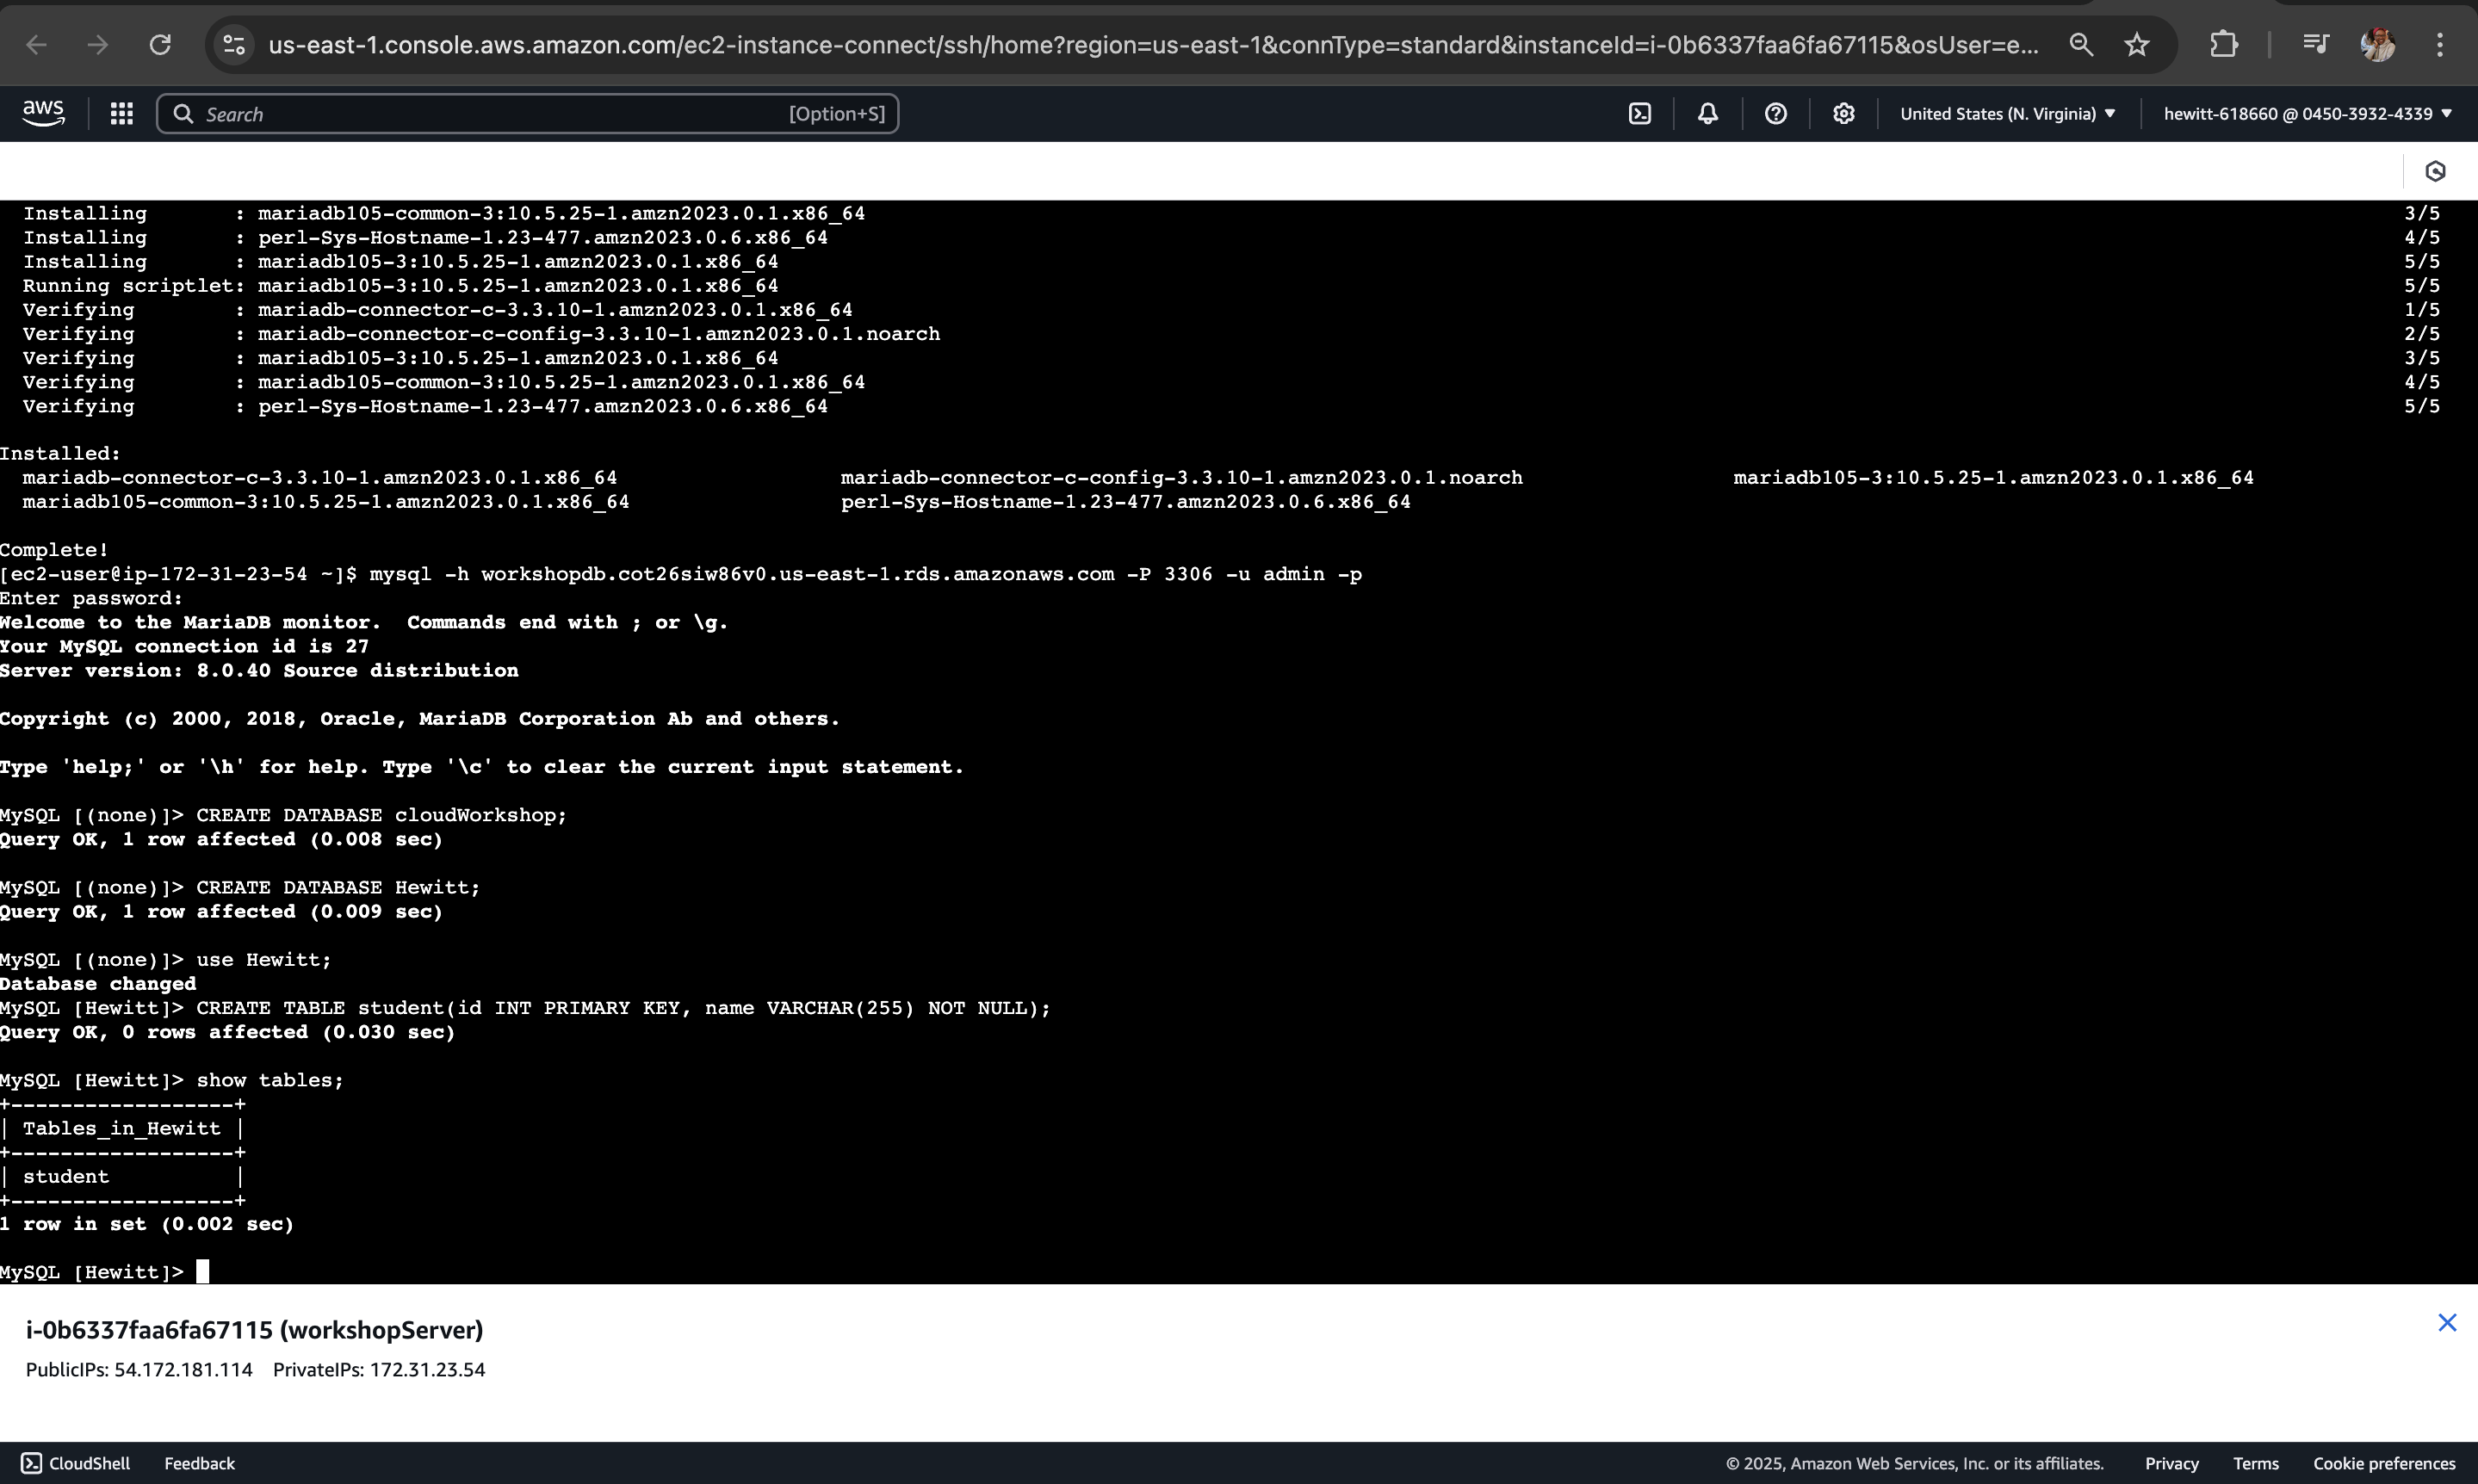 us-east-1.console.aws.amazon.com/ec2-instance-connect/ssh/home?region=us-east-1&connType=standard&instanceId=i-0b6337faa6fa67115&osUser=e...
aws
Search [Option+S]
United States (N. Virginia)
hewitt-618660 @ 0450-3932-4339
Installing : mariadb105-common-3:10.5.25-1.amzn2023.0.1.x86_64 3/5
Installing : perl-Sys-Hostname-1.23-477.amzn2023.0.6.x86_64 4/5
Installing : mariadb105-3:10.5.25-1.amzn2023.0.1.x86_64 5/5
Running scriptlet: mariadb105-3:10.5.25-1.amzn2023.0.1.x86_64 5/5
Verifying : mariadb-connector-c-3.3.10-1.amzn2023.0.1.x86_64 1/5
Verifying : mariadb-connector-c-config-3.3.10-1.amzn2023.0.1.noarch 2/5
Verifying : mariadb105-3:10.5.25-1.amzn2023.0.1.x86_64 3/5
Verifying : mariadb105-common-3:10.5.25-1.amzn2023.0.1.x86_64 4/5
Verifying : perl-Sys-Hostname-1.23-477.amzn2023.0.6.x86_64 5/5
Installed:
mariadb-connector-c-3.3.10-1.amzn2023.0.1.x86_64 mariadb-connector-c-config-3.3.10-1.amzn2023.0.1.noarch mariadb105-3:10.5.25-1.amzn2023.0.1.x86_64
mariadb105-common-3:10.5.25-1.amzn2023.0.1.x86_64 perl-Sys-Hostname-1.23-477.amzn2023.0.6.x86_64
Complete!
[ec2-user@ip-172-31-23-54 ~]$ mysql -h workshopdb.cot26siw86v0.us-east-1.rds.amazonaws.com -P 3306 -u admin -p
Enter password:
Welcome to the MariaDB monitor.  Commands end with ; or \g.
Your MySQL connection id is 27
Server version: 8.0.40 Source distribution
Copyright (c) 2000, 2018, Oracle, MariaDB Corporation Ab and others.
Type 'help;' or '\h' for help. Type '\c' to clear the current input statement.
MySQL [(none)]> CREATE DATABASE cloudWorkshop;
Query OK, 1 row affected (0.008 sec)
MySQL [(none)]> CREATE DATABASE Hewitt;
Query OK, 1 row affected (0.009 sec)
MySQL [(none)]> use Hewitt;
Database changed
MySQL [Hewitt]> CREATE TABLE student(id INT PRIMARY KEY, name VARCHAR(255) NOT NULL);
Query OK, 0 rows affected (0.030 sec)
MySQL [Hewitt]> show tables;
+------------------+
| Tables_in_Hewitt |
+------------------+
| student          |
+------------------+
1 row in set (0.002 sec)
MySQL [Hewitt]>
i-0b6337faa6fa67115 (workshopServer)
PublicIPs: 54.172.181.114 PrivateIPs: 172.31.23.54
CloudShell Feedback © 2025, Amazon Web Services, Inc. or its affiliates. Privacy Terms Cookie preferences